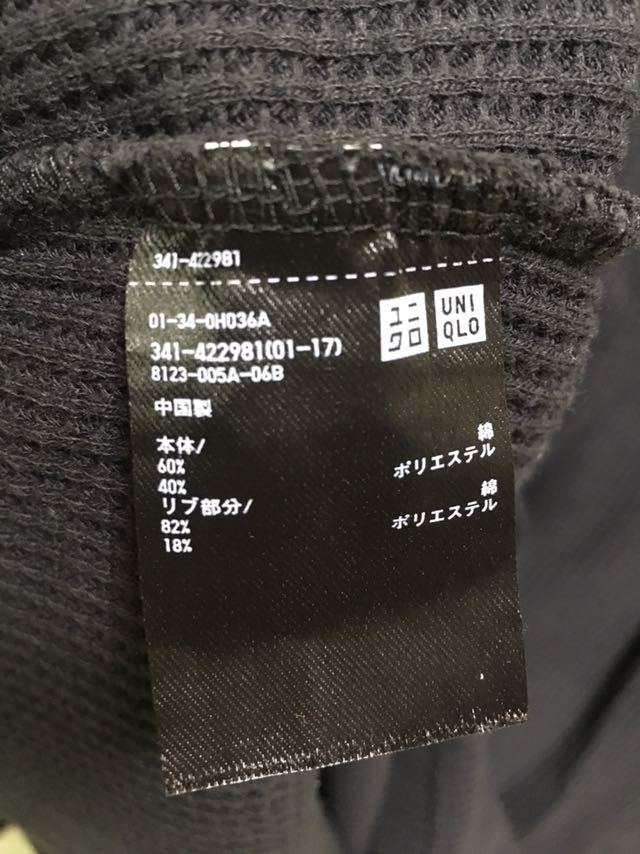 341-422981
01-34-0H036A
ユニ
クロ
UNI
QLO
341-422981(01-17)
8123-005A-06B
中国製
本体/ 綿
60% ポリエステル
40%
リブ部分/ 綿
82% ポリエステル
18%